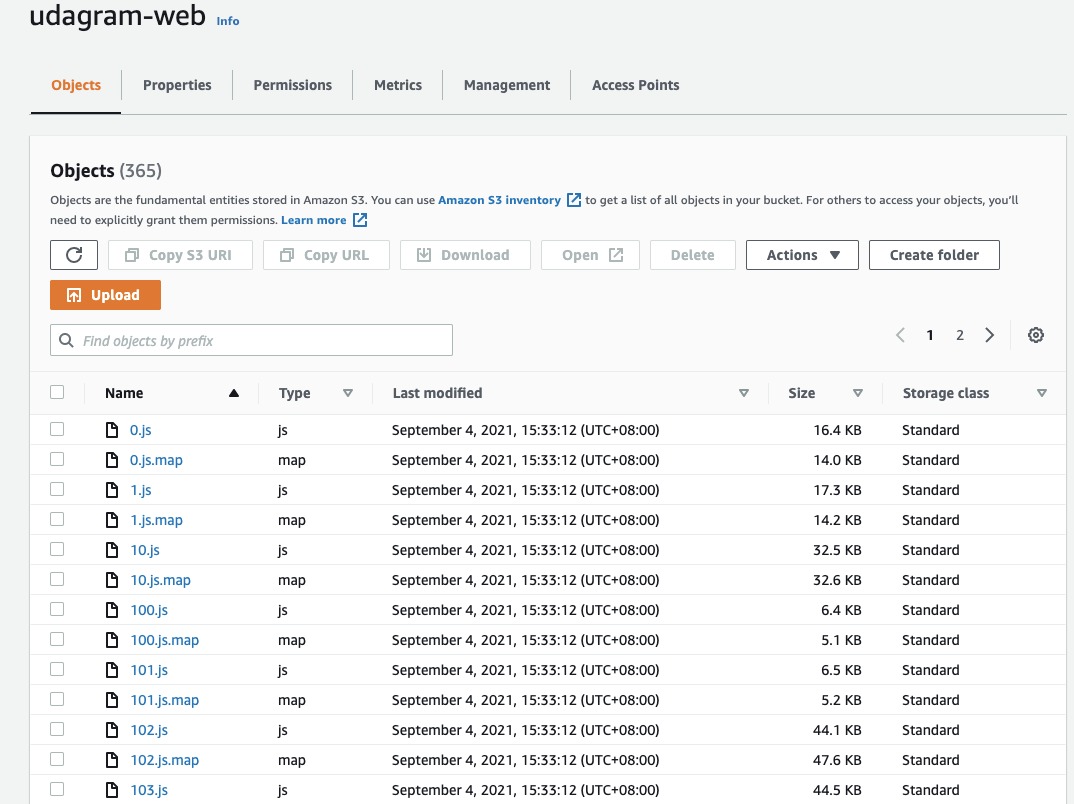 udagram-web Info
Objects Properties Permissions Metrics Management Access Points
Objects (365)
Objects are the fundamental entities stored in Amazon S3. You can use Amazon S3 inventory to get a list of all objects in your bucket. For others to access your objects, you'll
need to explicitly grant them permissions. Learn more
Copy S3 URI Copy URL Download Open Delete Actions Create folder
Upload
Find objects by prefix 1 2
Name Type Last modified Size Storage class
0.js js September 4, 2021, 15:33:12 (UTC+08:00) 16.4 KB Standard
0.js.map map September 4, 2021, 15:33:12 (UTC+08:00) 14.0 KB Standard
1.js js September 4, 2021, 15:33:12 (UTC+08:00) 17.3 KB Standard
1.js.map map September 4, 2021, 15:33:12 (UTC+08:00) 14.2 KB Standard
10.js js September 4, 2021, 15:33:12 (UTC+08:00) 32.5 KB Standard
10.js.map map September 4, 2021, 15:33:12 (UTC+08:00) 32.6 KB Standard
100.js js September 4, 2021, 15:33:12 (UTC+08:00) 6.4 KB Standard
100.js.map map September 4, 2021, 15:33:12 (UTC+08:00) 5.1 KB Standard
101.js js September 4, 2021, 15:33:12 (UTC+08:00) 6.5 KB Standard
101.js.map map September 4, 2021, 15:33:12 (UTC+08:00) 5.2 KB Standard
102.js js September 4, 2021, 15:33:12 (UTC+08:00) 44.1 KB Standard
102.js.map map September 4, 2021, 15:33:12 (UTC+08:00) 47.6 KB Standard
103.js js September 4, 2021, 15:33:12 (UTC+08:00) 44.5 KB Standard